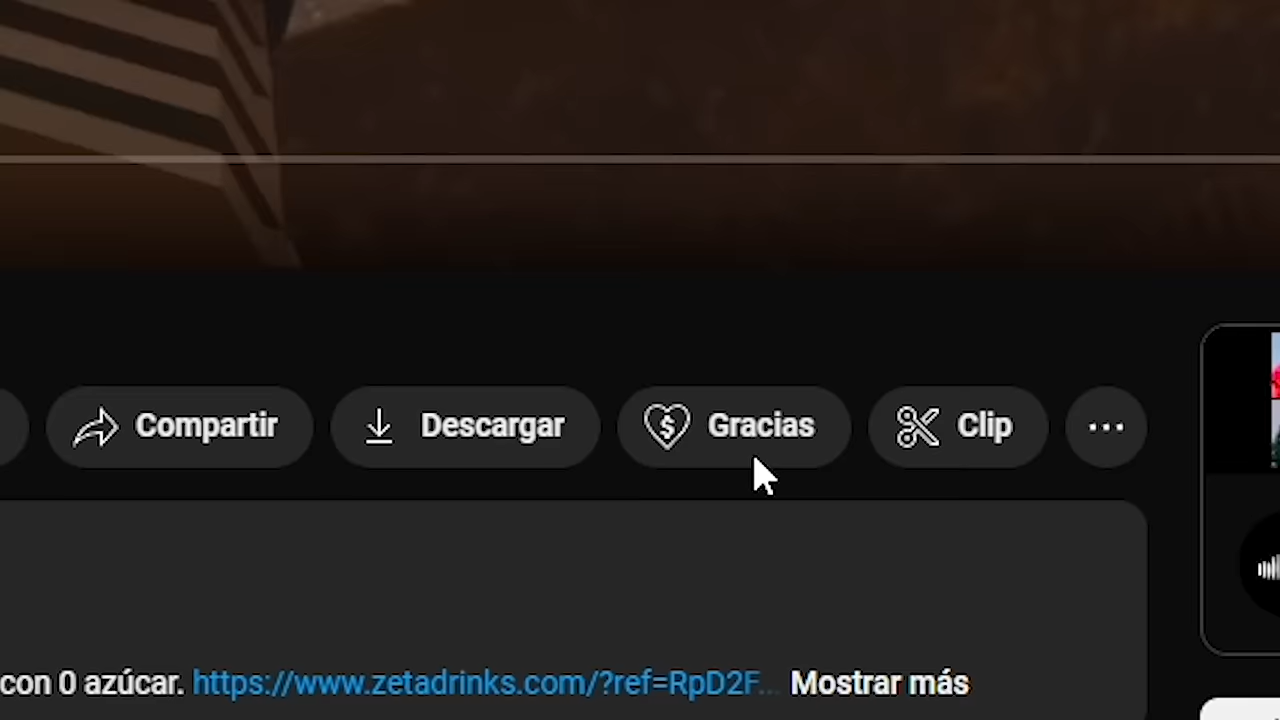 Compartir Descargar Gracias Clip
con 0 azúcar. https://www.zetadrinks.com/?ref=RpD2F... Mostrar más